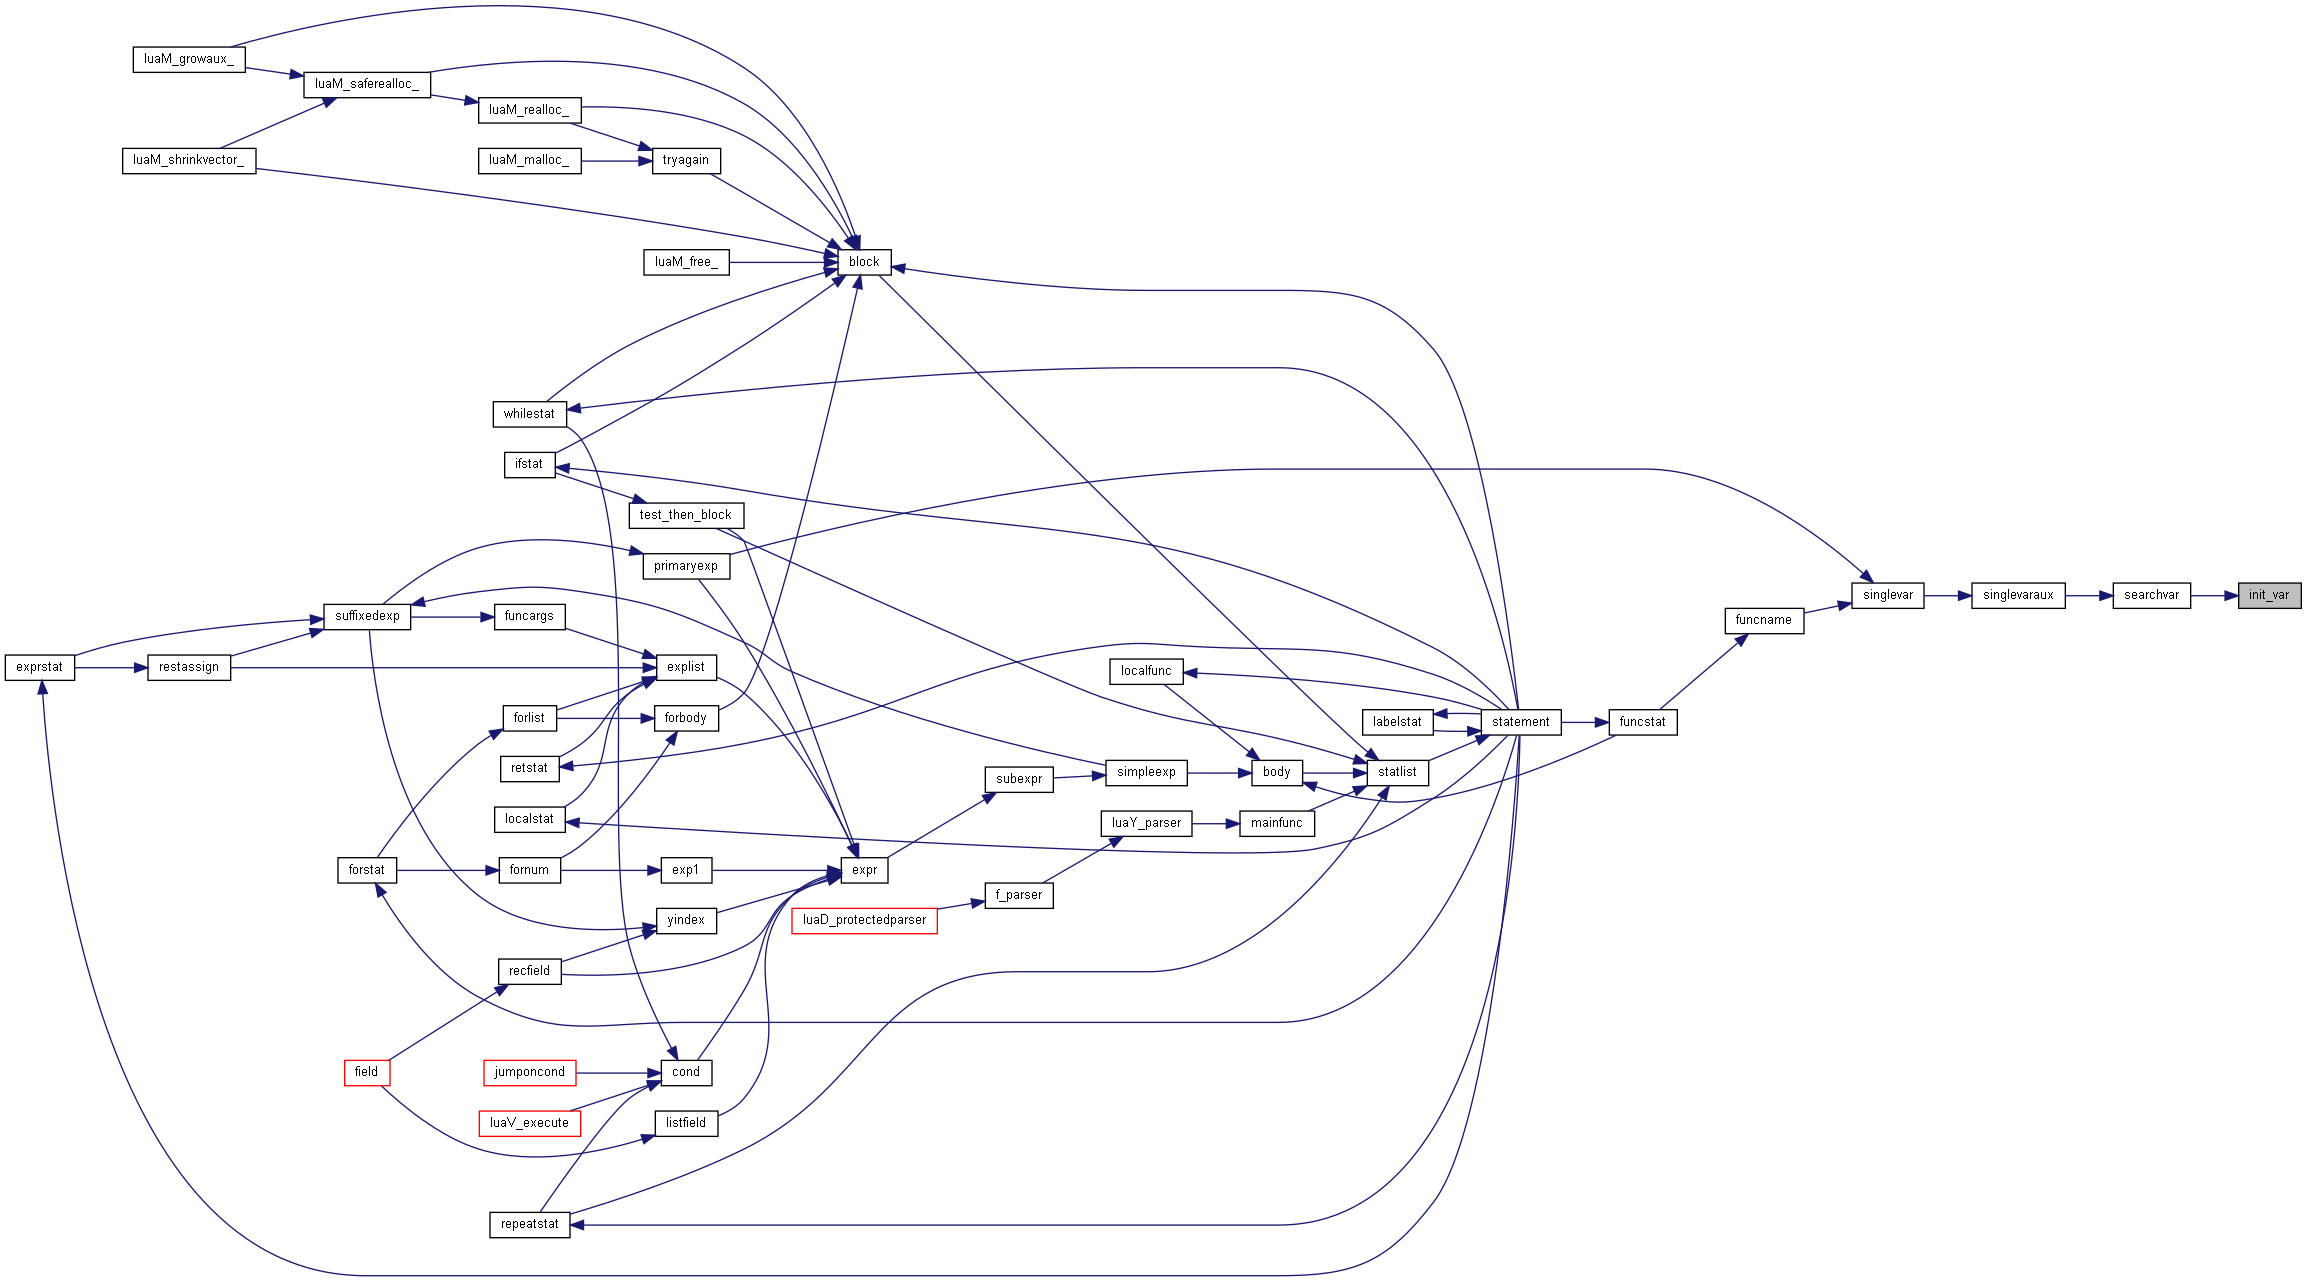 luaM_growaux_
luaM_saferealloc_
luaM_realloc_
luaM_shrinkvector_
luaM_malloc_
tryagain
luaM_free_
block
whilestat
ifstat
test_then_block
primaryexp
suffixedexp
funcargs
singlevar
singlevaraux
searchvar
init_var
funcname
exprstat
restassign
explist
localfunc
forlist
forbody
labelstat
statement
funcstat
retstat
subexpr
simpleexp
body
statlist
localstat
luaY_parser
mainfunc
forstat
fornum
exp1
expr
f_parser
yindex
luaD_protectedparser
recfield
field
jumponcond
cond
luaV_execute
listfield
repeatstat